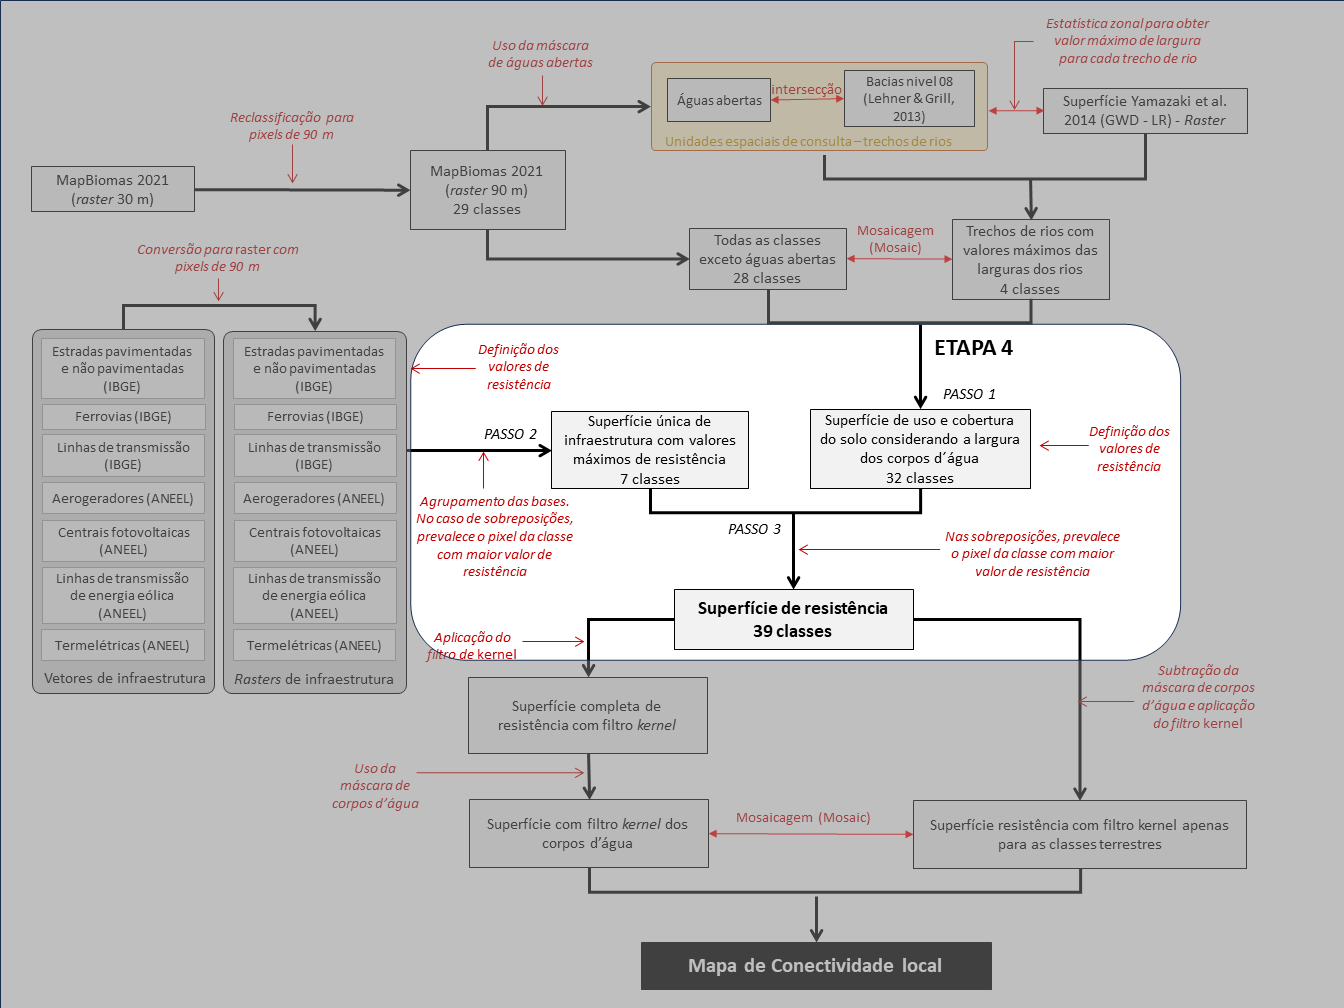 Estatística zonal para obter
valor máximo de largura
para cada trecho de rio
Uso da máscara
de águas abertas
Águas abertas
intersecção
Bacias nivel 08
(Lehner & Grill,
2013)
Superfície Yamazaki et al.
2014 (GWD - LR) - Raster
Unidades espaciais de consulta – trechos de rios
Reclassificação para
pixels de 90 m
MapBiomas 2021
(raster 30 m)
MapBiomas 2021
(raster 90 m)
29 classes
Todas as classes
exceto águas abertas
28 classes
Mosaicagem
(Mosaic)
Trechos de rios com
valores máximos das
larguras dos rios
4 classes
Conversão para raster com
pixels de 90 m
Estradas pavimentadas
e não pavimentadas
(IBGE)
Ferrovias (IBGE)
Linhas de transmissão
(IBGE)
Aerogeradores (ANEEL)
Centrais fotovoltaicas
(ANEEL)
Linhas de transmissão
de energia eólica
(ANEEL)
Termelétricas (ANEEL)
Vetores de infraestrutura
Estradas pavimentadas
e não pavimentadas
(IBGE)
Ferrovias (IBGE)
Linhas de transmissão
(IBGE)
Aerogeradores (ANEEL)
Centrais fotovoltaicas
(ANEEL)
Linhas de transmissão
de energia eólica
(ANEEL)
Termelétricas (ANEEL)
Rasters de infraestrutura
ETAPA 4
Definição dos
valores de
resistência
PASSO 1
PASSO 2
Superfície única de
infraestrutura com valores
máximos de resistência
7 classes
Superfície de uso e cobertura
do solo considerando a largura
dos corpos d´água
32 classes
Definição dos
valores de
resistência
Agrupamento das bases.
No caso de sobreposições,
prevalece o pixel da classe
com maior valor de
resistência
PASSO 3
Nas sobreposições, prevalece
o pixel da classe com maior
valor de resistência
Superfície de resistência
39 classes
Aplicação do
filtro de kernel
Subtração da
máscara de corpos
d’água e aplicação
do filtro kernel
Superfície completa de
resistência com filtro kernel
Uso da
máscara de
corpos d’água
Superfície com filtro kernel dos
corpos d’água
Mosaicagem (Mosaic)
Superfície resistência com filtro kernel apenas
para as classes terrestres
Mapa de Conectividade local